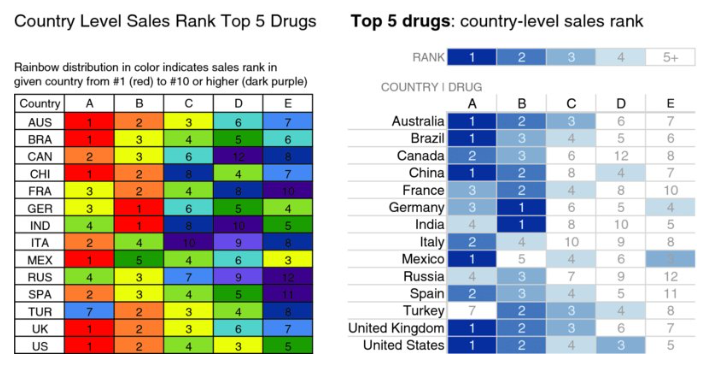 Country Level Sales Rank Top 5 Drugs
Rainbow distribution in color indicates sales rank in
given country from #1 (red) to #10 or higher (dark purple)
Country A B C D E
AUS 1 2 3 6 7
BRA 1 3 4 5 6
CAN 2 3 6 12 8
CHI 1 2 8 4 7
FRA 3 2 4 8 10
GER 3 1 6 5 4
IND 4 1 8 10 5
ITA 2 4 10 9 8
MEX 1 5 4 6 3
RUS 4 3 7 9 12
SPA 2 3 4 5 11
TUR 7 2 3 4 8
UK 1 2 3 6 7
US 1 2 4 3 5
Top 5 drugs: country-level sales rank
RANK 1 2 3 4 5+
COUNTRY | DRUG
A B C D E
Australia 1 2 3 6 7
Brazil 1 3 4 5 6
Canada 2 3 6 12 8
China 1 2 8 4 7
France 3 2 4 8 10
Germany 3 1 6 5 4
India 4 1 8 10 5
Italy 2 4 10 9 8
Mexico 1 5 4 6 3
Russia 4 3 7 9 12
Spain 2 3 4 5 11
Turkey 7 2 3 4 8
United Kingdom 1 2 3 6 7
United States 1 2 4 3 5